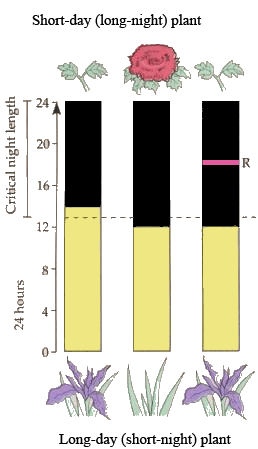 Short-day (long-night) plant
Critical night length
24 hours
24
20
16
12
8
4
0
R
Long-day (short-night) plant